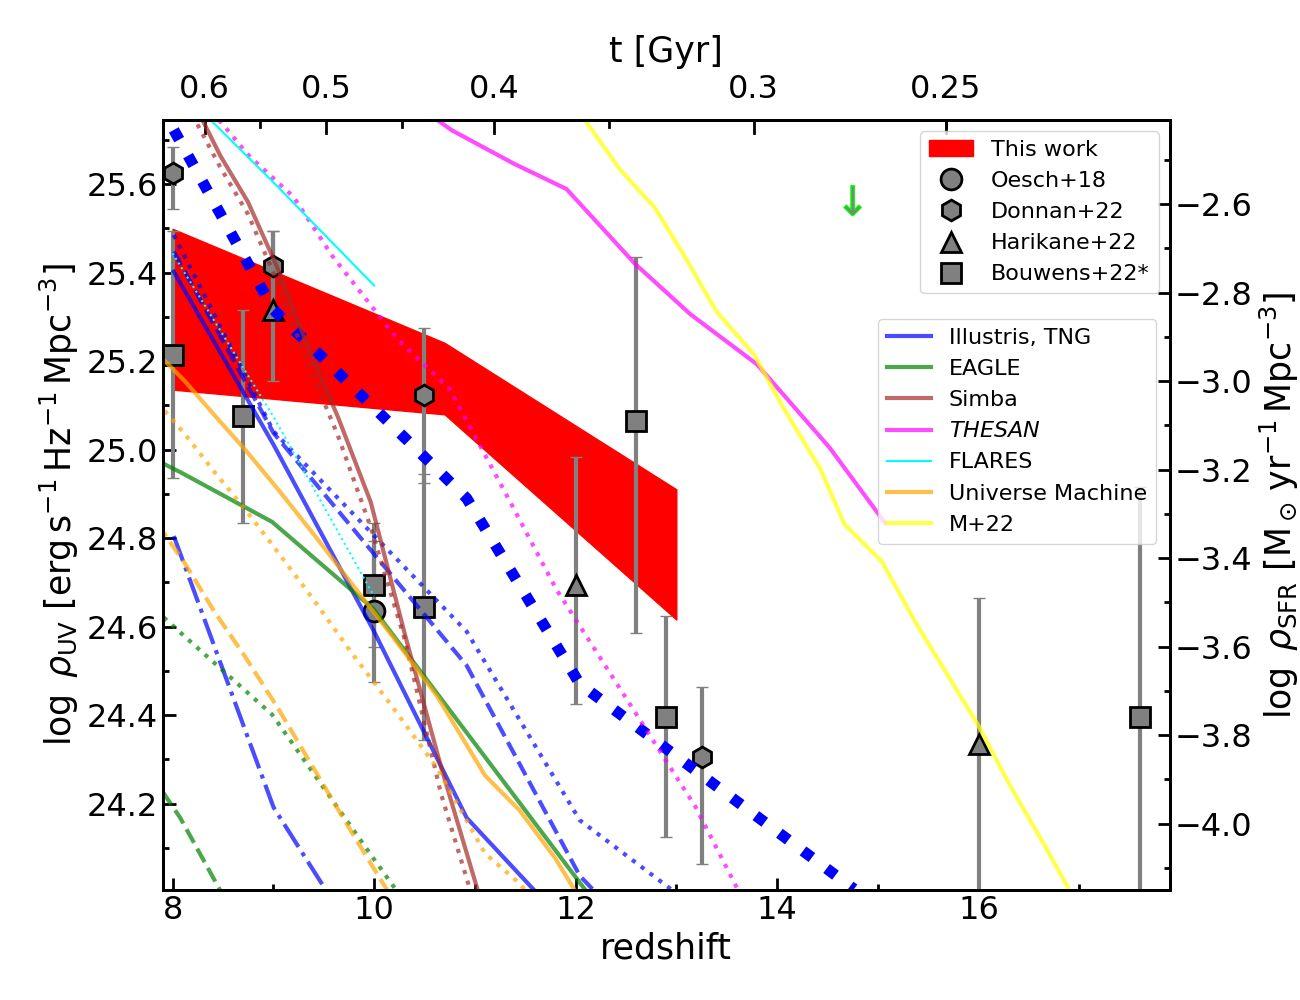 t [Gyr]
0.6 0.5 0.4 0.3 0.25
This work
Oesch+18
Donnan+22
Harikane+22
Bouwens+22*
Illustris, TNG
EAGLE
Simba
THESAN
FLARES
Universe Machine
M+22
log ρUV [erg s−1 Hz−1 Mpc−3]
25.6
25.4
25.2
25.0
24.8
24.6
24.4
24.2
−2.6
−2.8
−3.0
−3.2
−3.4
−3.6
−3.8
−4.0
log ρSFR [M⊙ yr−1 Mpc−3]
8 10 12 14 16
redshift